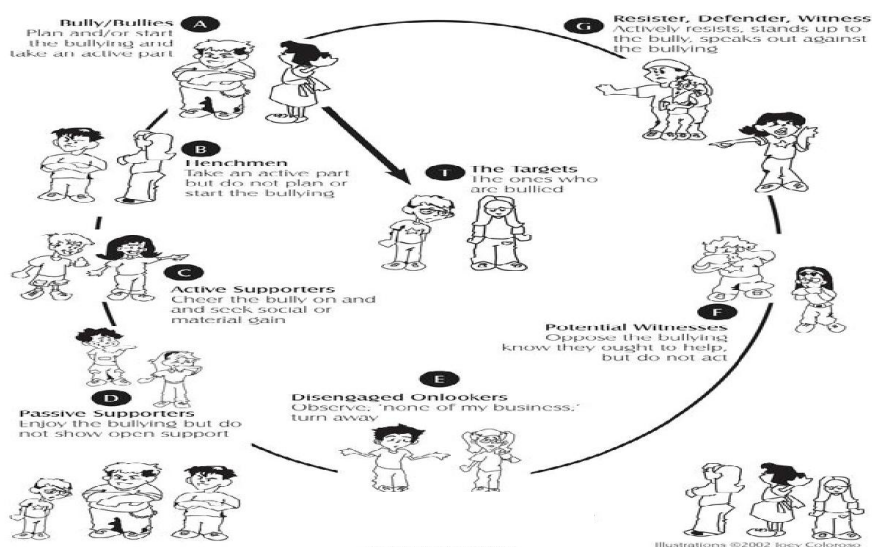 A
Bully/Bullies
Plan and/or start
the bullying and
take an active part
B
Henchmen
Take an active part
but do not plan or
start the bullying
C
Active Supporters
Cheer the bully on and
and seek social or
material gain
D
Passive Supporters
Enjoy the bullying but do
not show open support
E
Disengaged Onlookers
Observe, ‘none of my business,’
turn away
F
Potential Witnesses
Oppose the bullying
know they ought to help,
but do not act
G
Resister, Defender, Witness
Actively resists, stands up to
the bully, speaks out against
the bullying
T
The Targets
The ones who
are bullied
Illustrations ©2002 Joey Coloroso